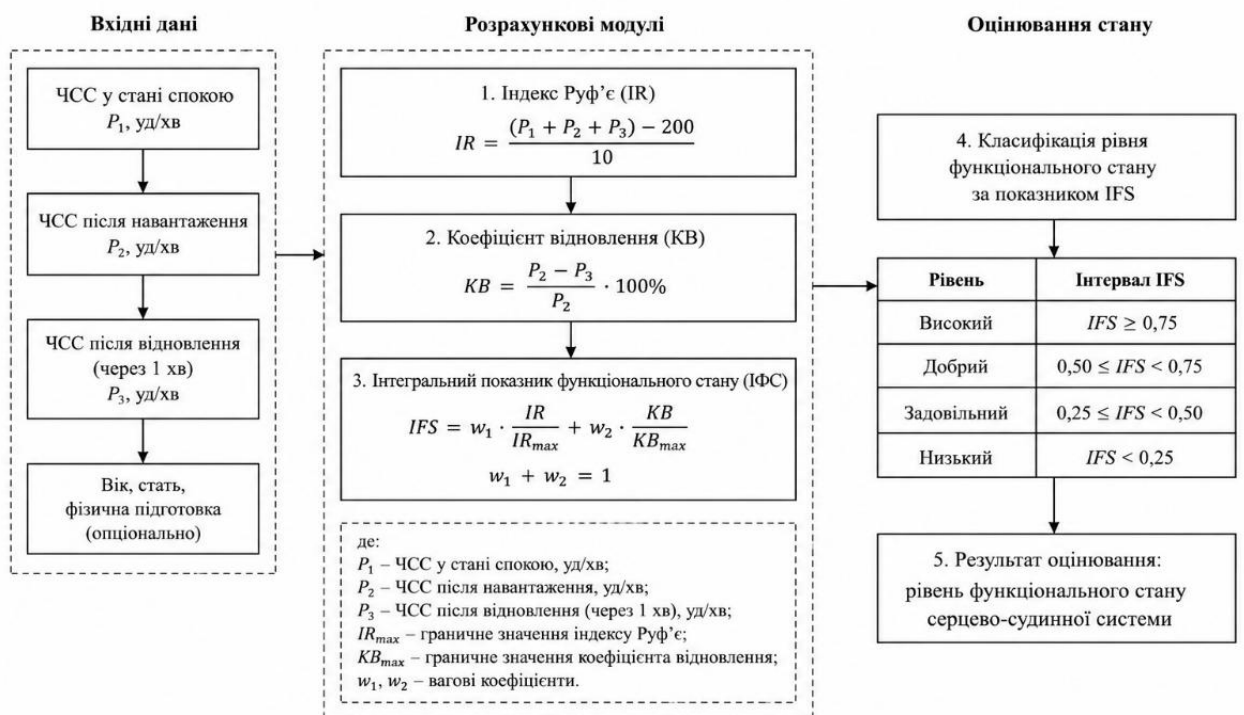 Вхідні дані
ЧСС у стані спокою
P₁, уд/хв
ЧСС після навантаження
P₂, уд/хв
ЧСС після відновлення
(через 1 хв)
P₃, уд/хв
Вік, стать,
фізична підготовка
(опціонально)
Розрахункові модулі
1. Індекс Руф’є (IR)
IR = ((P₁ + P₂ + P₃) − 200) / 10
2. Коефіцієнт відновлення (КВ)
KB = (P₂ − P₃) / P₂ · 100%
3. Інтегральний показник функціонального стану (ІФС)
IFS = w₁ · IR / IR_max + w₂ · KB / KB_max
w₁ + w₂ = 1
де:
P₁ – ЧСС у стані спокою, уд/хв;
P₂ – ЧСС після навантаження, уд/хв;
P₃ – ЧСС після відновлення (через 1 хв), уд/хв;
IR_max – граничне значення індексу Руф’є;
KB_max – граничне значення коефіцієнта відновлення;
w₁, w₂ – вагові коефіцієнти.
Оцінювання стану
4. Класифікація рівня
функціонального стану
за показником IFS
Рівень Інтервал IFS
Високий IFS ≥ 0,75
Добрий 0,50 ≤ IFS < 0,75
Задовільний 0,25 ≤ IFS < 0,50
Низький IFS < 0,25
5. Результат оцінювання:
рівень функціонального стану
серцево-судинної системи